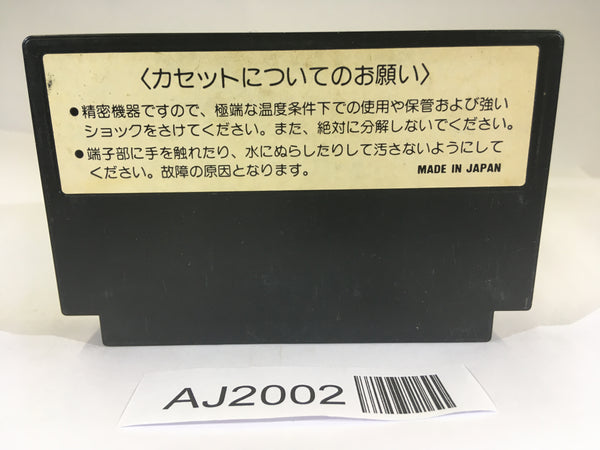 〈カセットについてのお願い〉
●精密機器ですので、極端な温度条件下での使用や保管および強い
ショックをさけてください。また、絶対に分解しないでください。
●端子部に手を触れたり、水にぬらしたりして汚さないようにして
ください。故障の原因となります。 MADE IN JAPAN
AJ2002